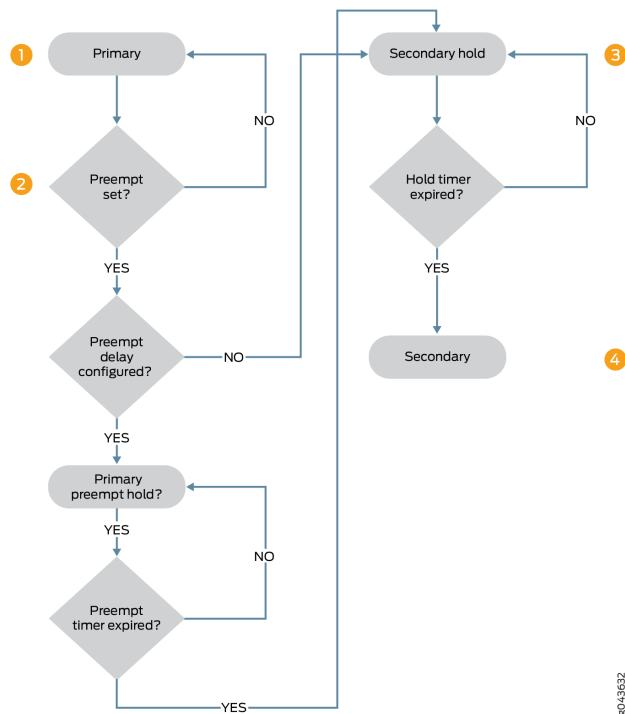 1
Primary
NO
2
Preempt
set?
YES
Preempt
delay
configured?
NO
YES
Primary
preempt hold?
YES
NO
Preempt
timer expired?
YES
Secondary hold
3
NO
Hold timer
expired?
YES
Secondary
4
g043632